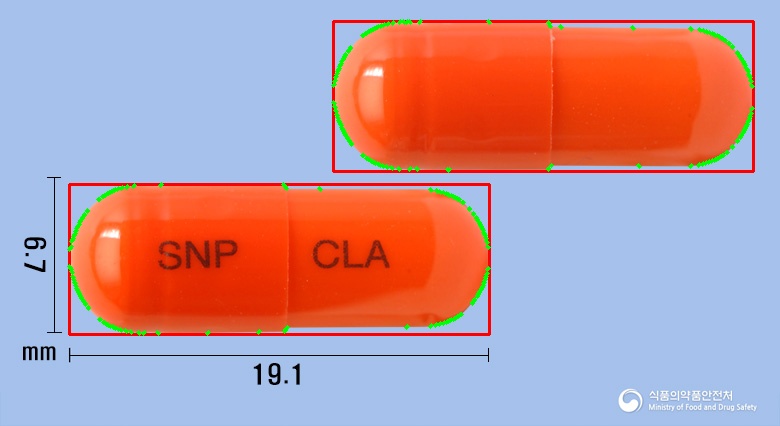 SNP CLA
6.7
mm
19.1
식품의약품안전처
Ministry of Food and Drug Safety